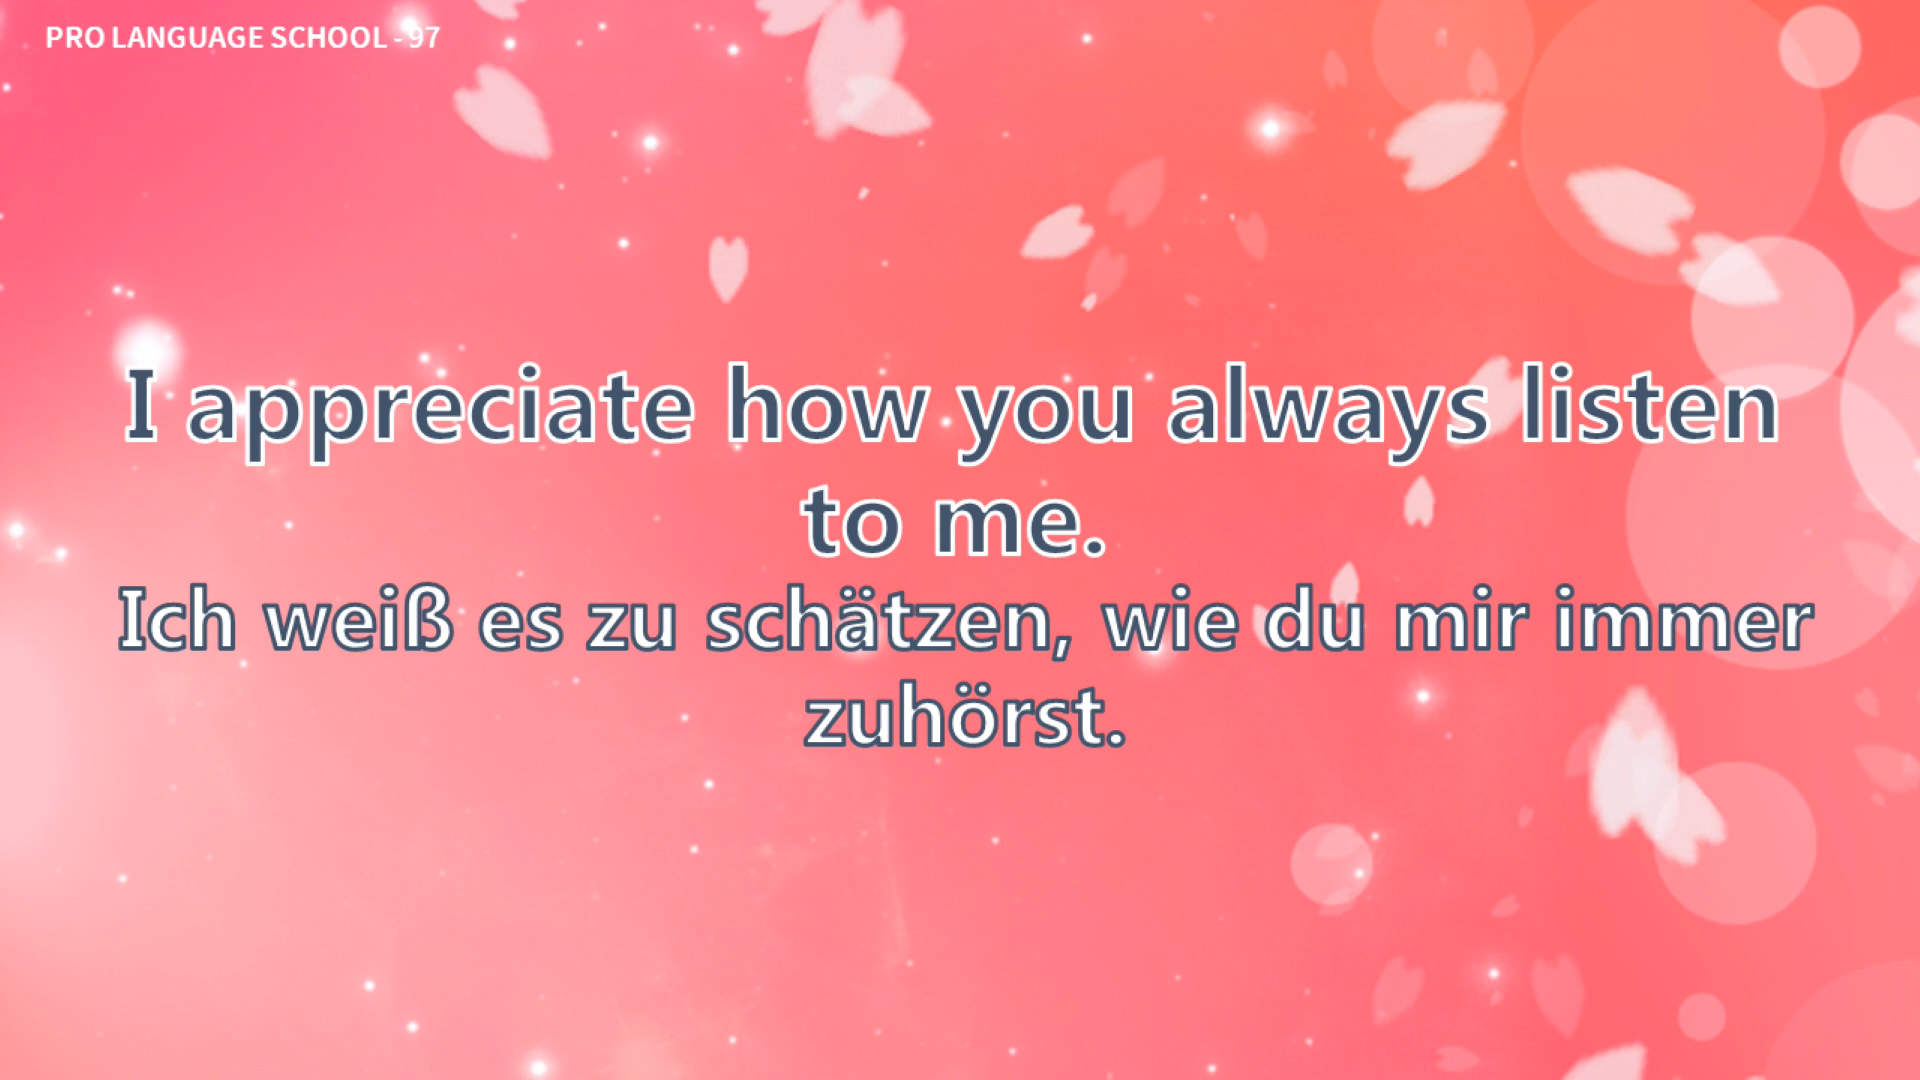 PRO LANGUAGE SCHOOL - 97
I appreciate how you always listen
to me.
Ich weiß es zu schätzen, wie du mir immer
zuhörst.